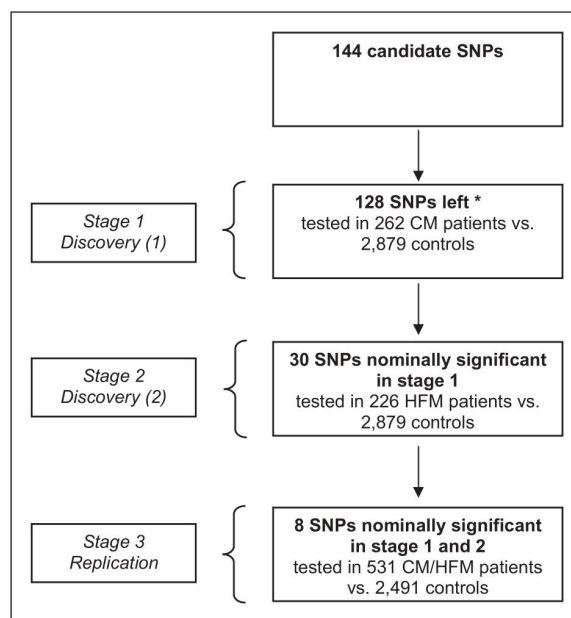 144 candidate SNPs
Stage 1
Discovery (1)
128 SNPs left *
tested in 262 CM patients vs.
2,879 controls
Stage 2
Discovery (2)
30 SNPs nominally significant
in stage 1
tested in 226 HFM patients vs.
2,879 controls
Stage 3
Replication
8 SNPs nominally significant
in stage 1 and 2
tested in 531 CM/HFM patients
vs. 2,491 controls